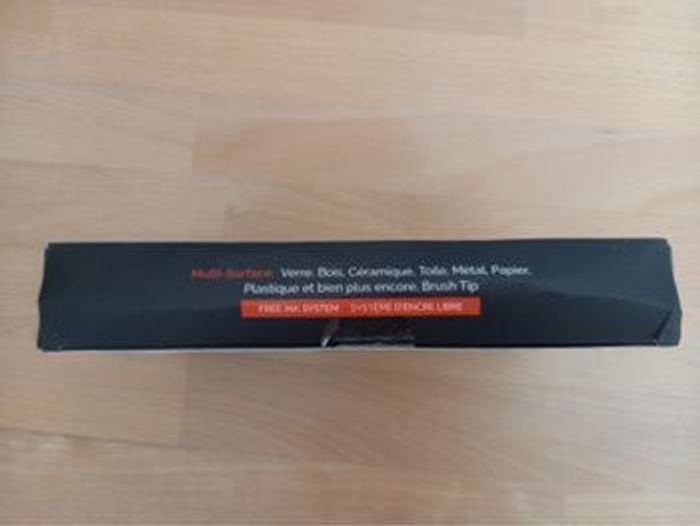 Multi-Surface: Verre, Bois, Céramique, Toile, Metal, Papier,
Plastique et bien plus encore, Brush Tip
FREE INK SYSTEM SYSTÈME D'ENCRE LIBRE